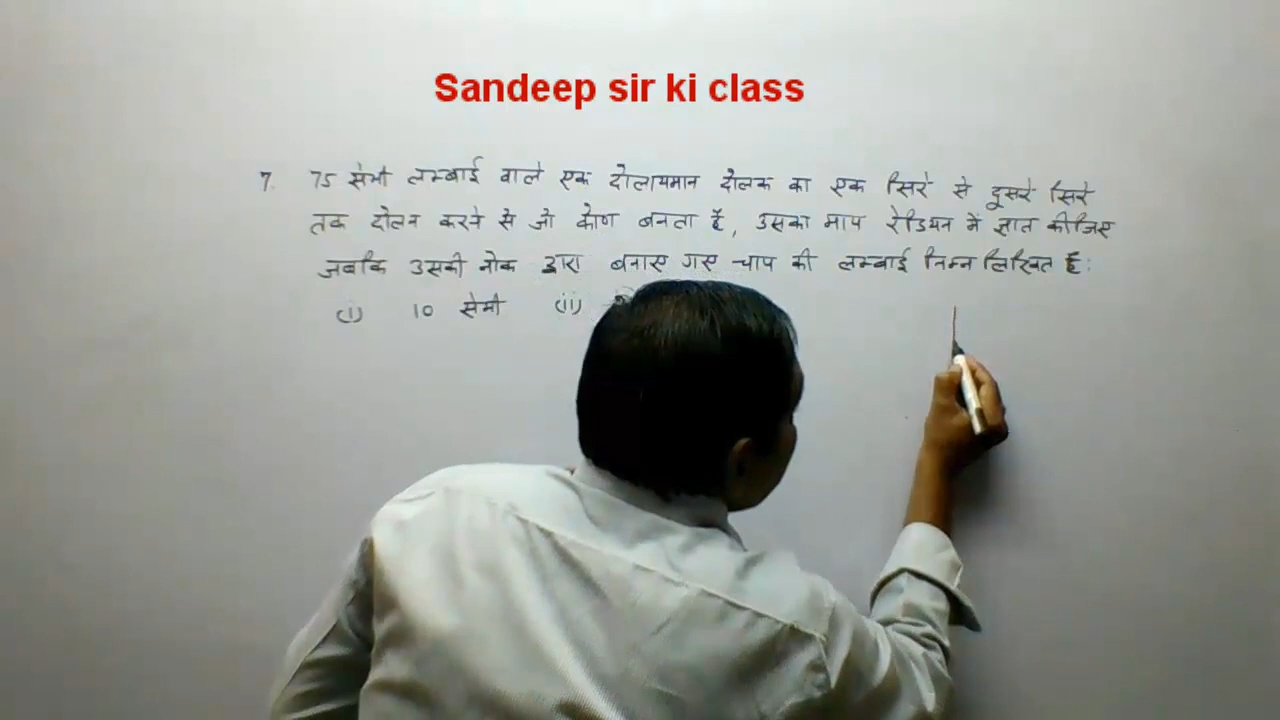 Sandeep sir ki class
7. 75 सेमी लम्बाई वाले एक दोलायमान दोलक का एक सिरे से दूसरे सिरे
तक दोलन करने से जो कोण बनता है, उसका माप रेडियन में ज्ञात कीजिए
जबकि उसकी नोक द्वारा बनाए गए चाप की लम्बाई निम्न लिखित है:
(i) 10 सेमी (ii)